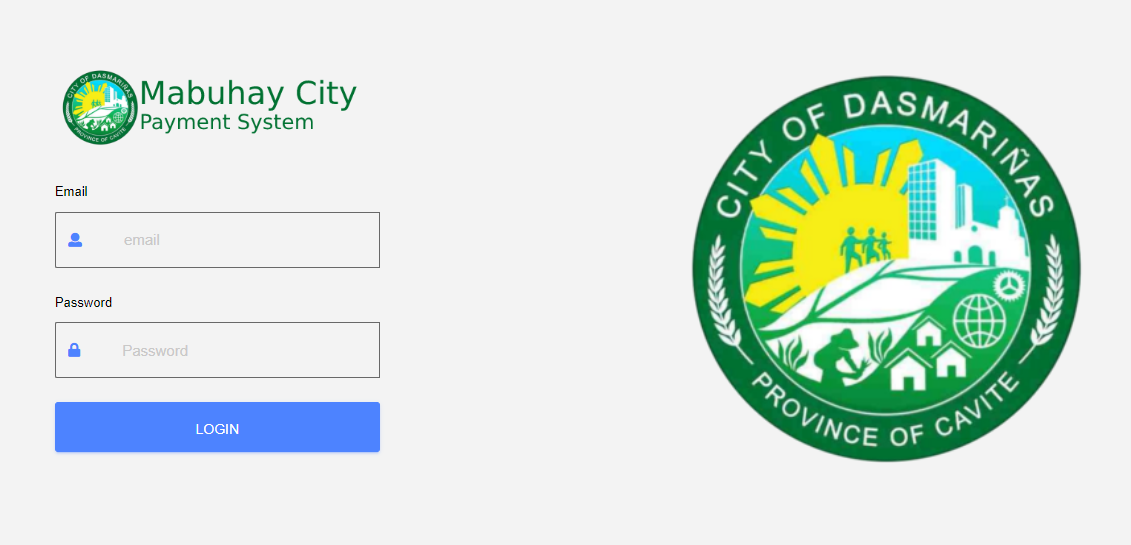 CITY OF DASMARIÑAS
PROVINCE OF CAVITE
Mabuhay City
Payment System
Email
email
Password
Password
LOGIN
CITY OF DASMARIÑAS
PROVINCE OF CAVITE